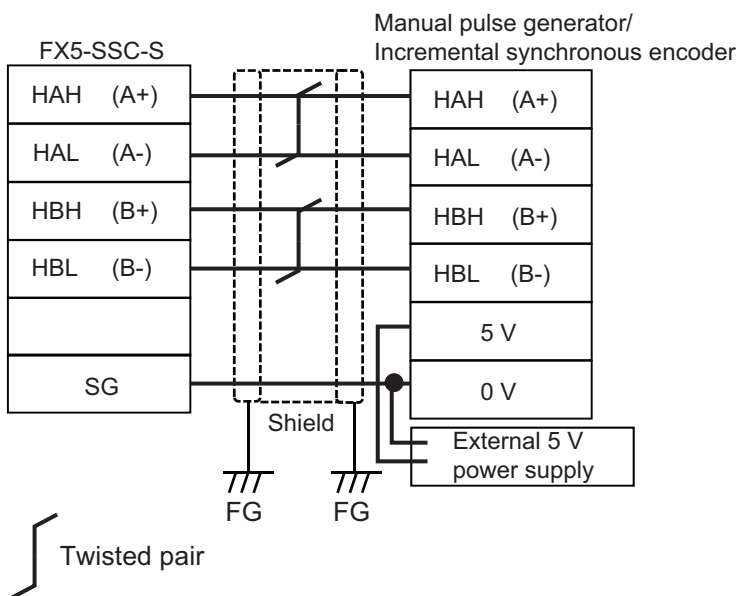 Manual pulse generator/
Incremental synchronous encoder
FX5-SSC-S
HAH (A+)
HAL (A-)
HBH (B+)
HBL (B-)
SG
HAH (A+)
HAL (A-)
HBH (B+)
HBL (B-)
5 V
0 V
Shield
External 5 V
power supply
FG
FG
Twisted pair